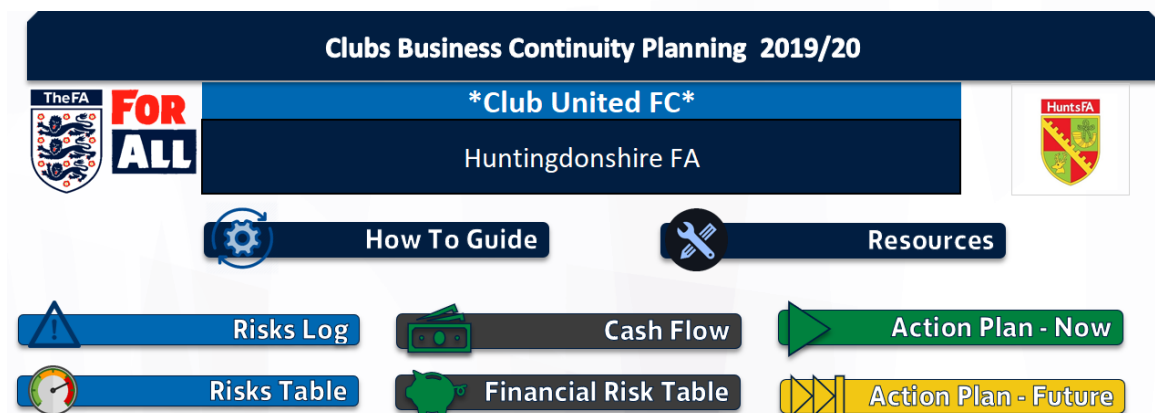 Clubs Business Continuity Planning 2019/20
TheFA
FOR
ALL
*Club United FC*
HuntsFA
Huntingdonshire FA
How To Guide
Resources
Risks Log
Cash Flow
Action Plan - Now
Risks Table
Financial Risk Table
Action Plan - Future